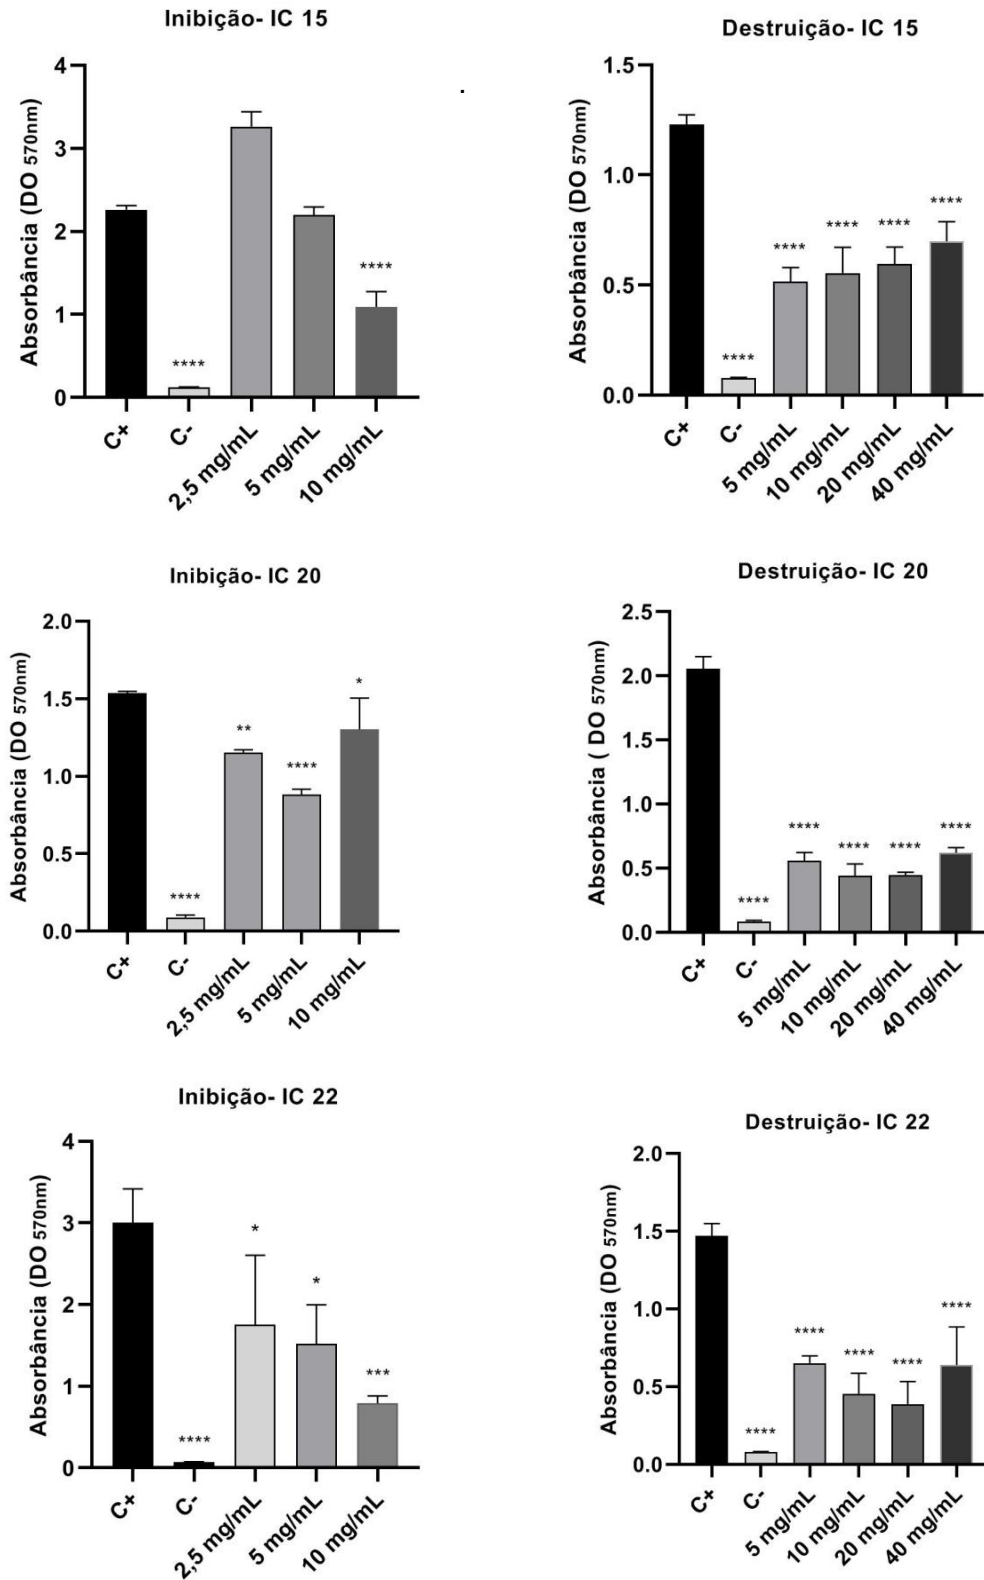 Inibição- IC 15
Absorbância (DO 570nm)
4
3
2
1
0
****
****
C+
C-
2,5 mg/mL
5 mg/mL
10 mg/mL
Destruição- IC 15
Absorbância (DO 570nm)
1.5
1.0
0.5
0.0
****
****
****
****
****
C+
C-
5 mg/mL
10 mg/mL
20 mg/mL
40 mg/mL
Inibição- IC 20
Absorbância (DO 570nm)
2.0
1.5
1.0
0.5
0.0
****
**
****
*
C+
C-
2,5 mg/mL
5 mg/mL
10 mg/mL
Destruição- IC 20
Absorbância ( DO 570nm)
2.5
2.0
1.5
1.0
0.5
0.0
****
****
****
****
****
C+
C-
5 mg/mL
10 mg/mL
20 mg/mL
40 mg/mL
Inibição- IC 22
Absorbância (DO 570nm)
4
3
2
1
0
****
*
*
***
C+
C-
2,5 mg/mL
5 mg/mL
10 mg/mL
Destruição- IC 22
Absorbância (DO 570nm)
2.0
1.5
1.0
0.5
0.0
****
****
****
****
****
C+
C-
5 mg/mL
10 mg/mL
20 mg/mL
40 mg/mL